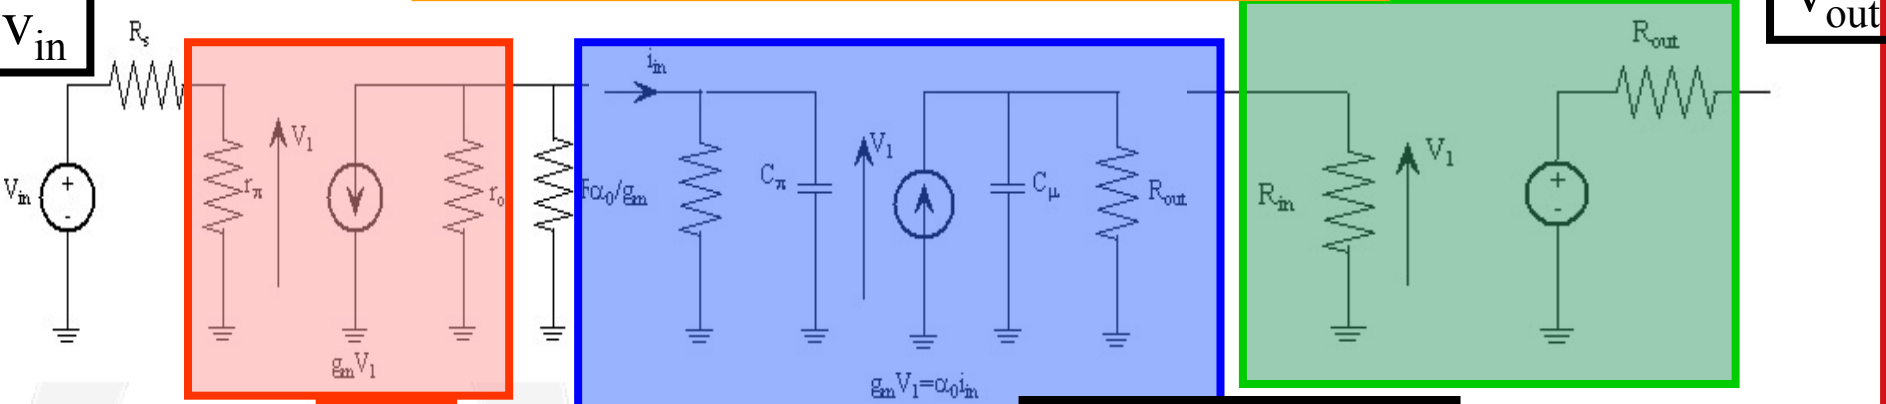 Vin
Vout
Rs
Rout
iin
V1
V1
V1
Vin
+
-
rπ
ro
α0/gm
Cπ
Cμ
Rout
Rin
+
-
gmV1
gmV1=α0iin